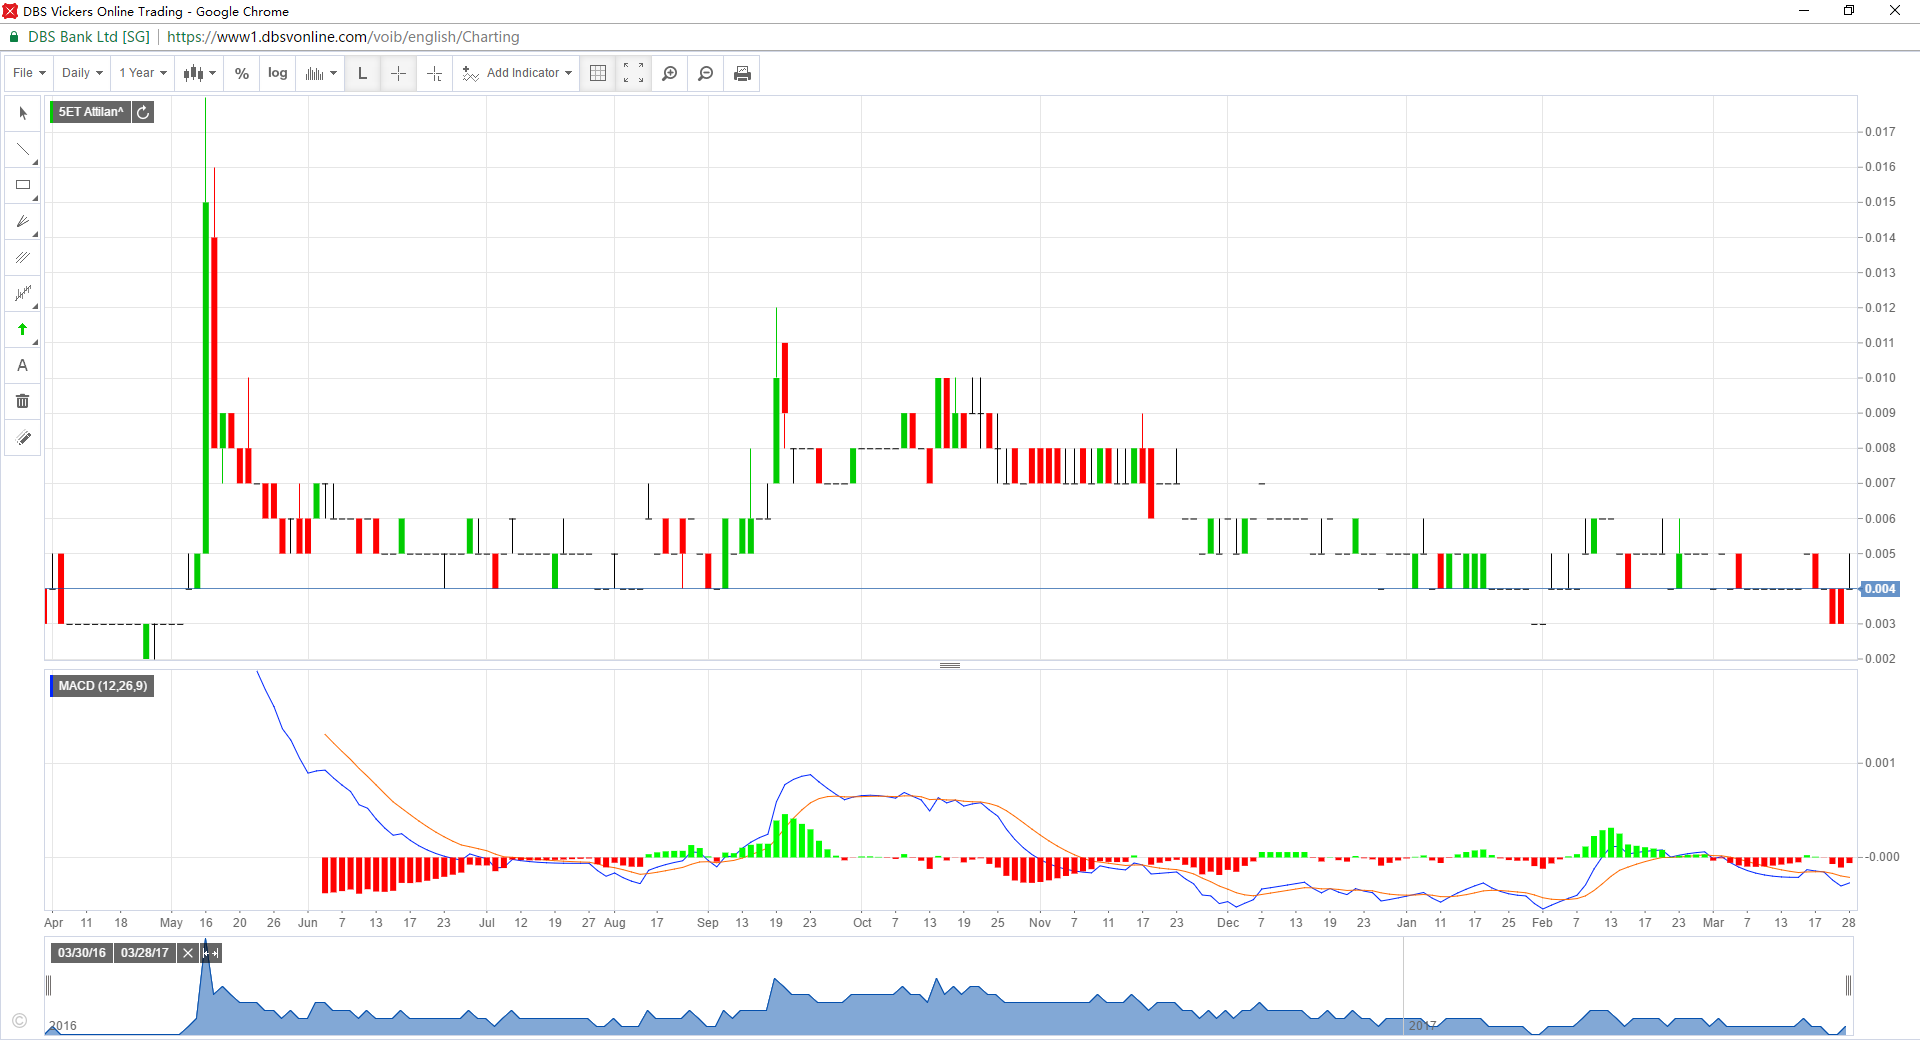 DBS Vickers Online Trading - Google Chrome
DBS Bank Ltd [SG] | https://www1.dbsvonline.com/voib/english/Charting
File Daily 1 Year % log L Add Indicator
5ET Attilan^
A
0.017
0.016
0.015
0.014
0.013
0.012
0.011
0.010
0.009
0.008
0.007
0.006
0.005
0.004
0.003
0.002
MACD (12,26,9)
0.001
-0.000
Apr 11 18 May 16 20 26 Jun 7 13 17 23 Jul 12 19 27 Aug 17 Sep 13 19 23 Oct 7 13 19 25 Nov 7 11 17 23 Dec 7 13 19 23 Jan 11 17 25 Feb 7 13 17 23 Mar 7 13 17 28
03/30/16 03/28/17
© 2016 2017